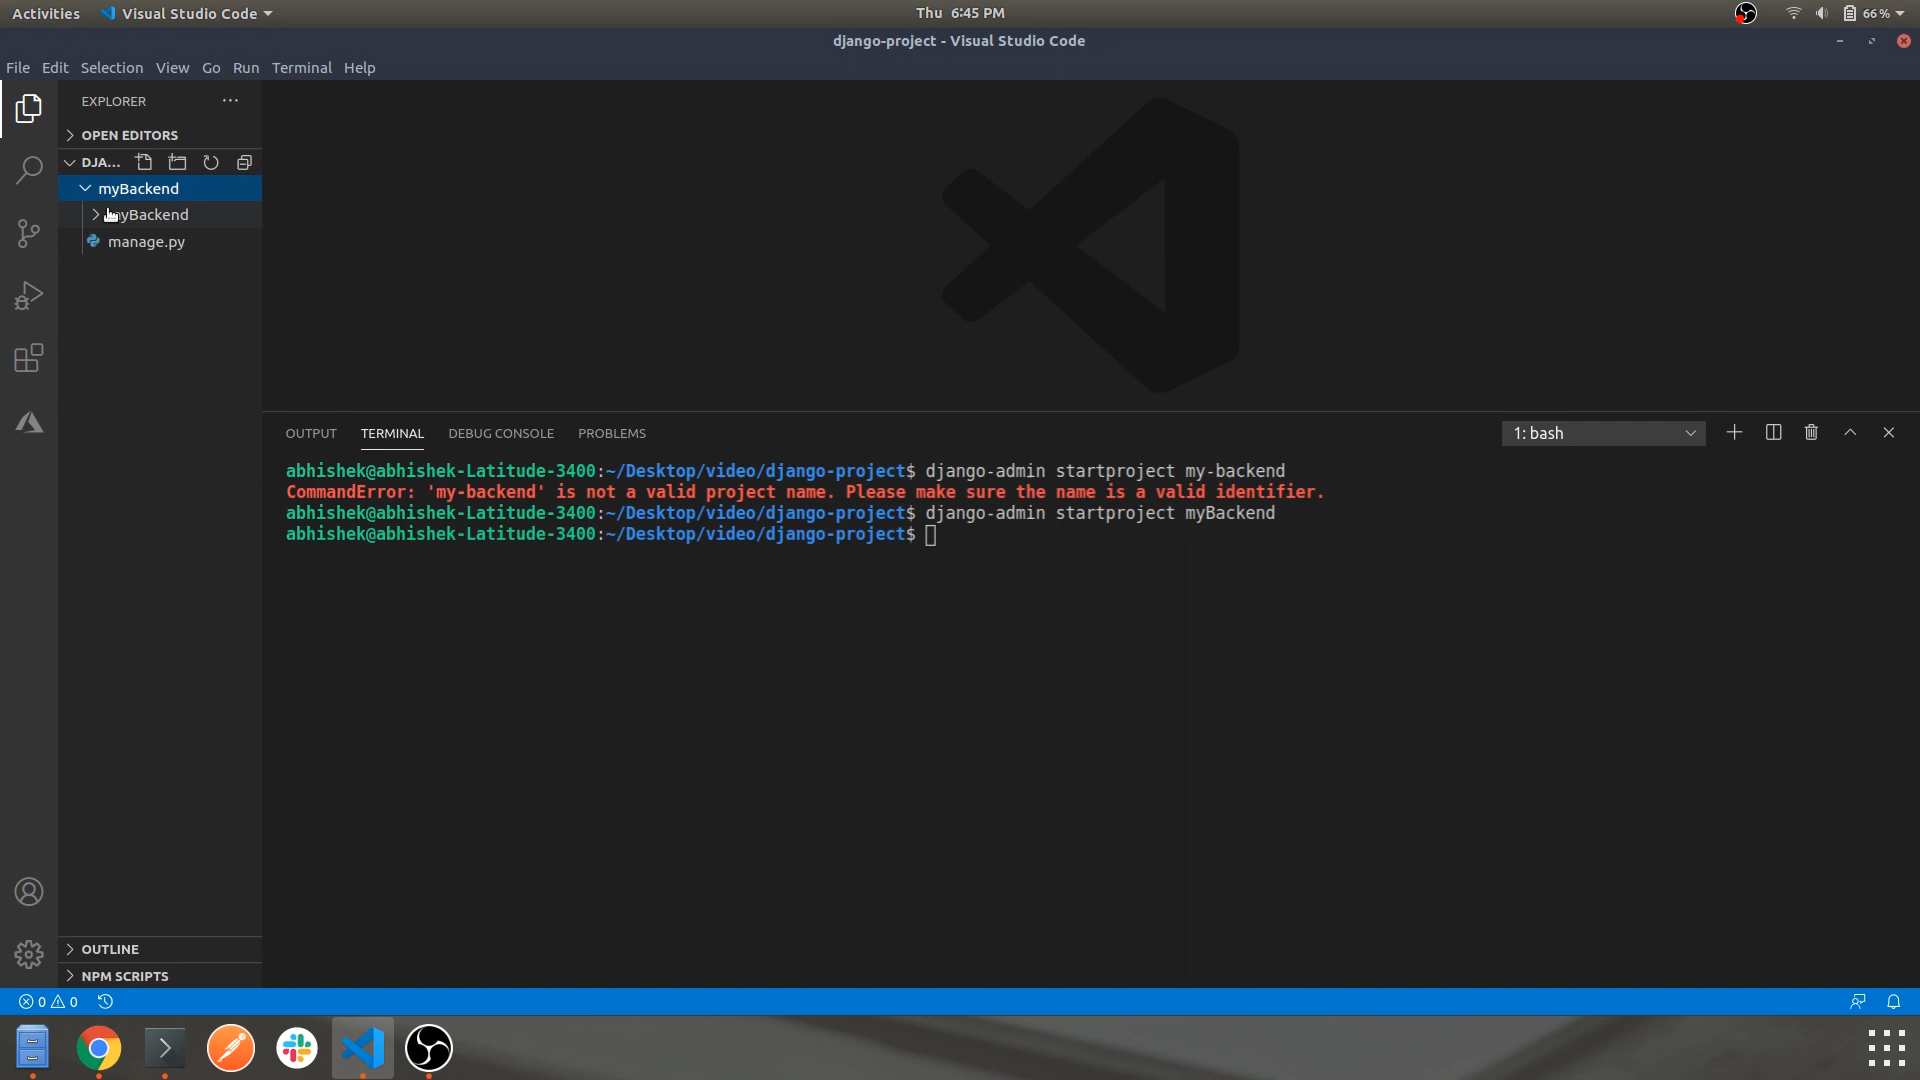 Activities Visual Studio Code Thu 6:45 PM 66 %
django-project - Visual Studio Code
File Edit Selection View Go Run Terminal Help
EXPLORER
OPEN EDITORS
DJA...
myBackend
yBackend
manage.py
OUTPUT TERMINAL DEBUG CONSOLE PROBLEMS 1: bash
abhishek@abhishek-Latitude-3400:~/Desktop/video/django-project$ django-admin startproject my-backend
CommandError: 'my-backend' is not a valid project name. Please make sure the name is a valid identifier.
abhishek@abhishek-Latitude-3400:~/Desktop/video/django-project$ django-admin startproject myBackend
abhishek@abhishek-Latitude-3400:~/Desktop/video/django-project$
OUTLINE
NPM SCRIPTS
0 0